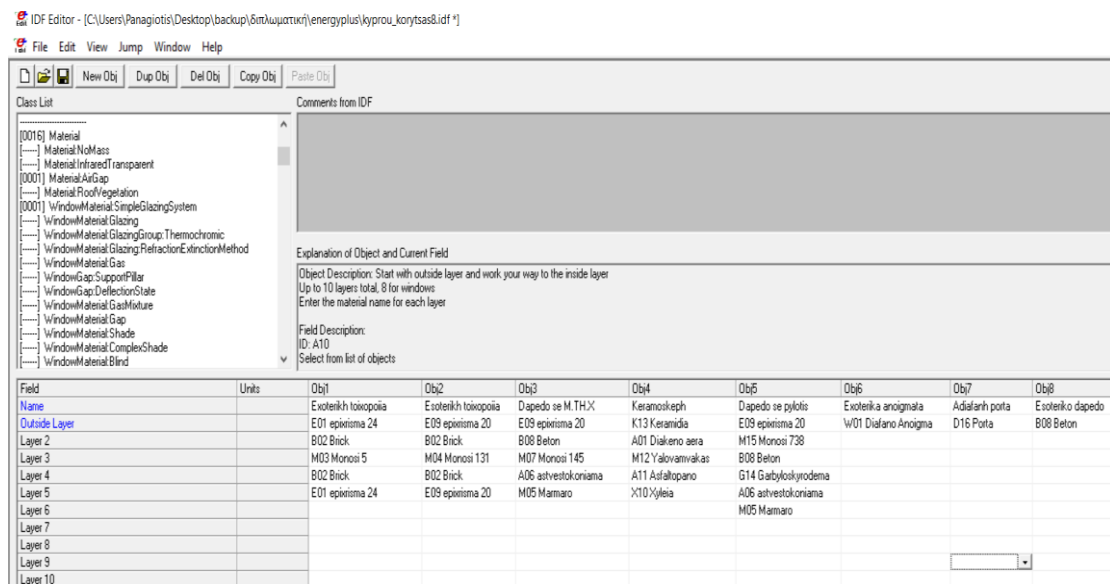 IDF Editor - [C:\Users\Panagiotis\Desktop\backup\διπλωματική\energyplus\kyprou_korytsas8.idf *]
File Edit View Jump Window Help
New Obj Dup Obj Del Obj Copy Obj Paste Obj
Class List
Comments from IDF
[0016] Material
[------] Material:NoMass
[------] Material:InfraredTransparent
[0001] Material:AirGap
[------] Material:RoofVegetation
[0001] WindowMaterial:SimpleGlazingSystem
[------] WindowMaterial:Glazing
[------] WindowMaterial:GlazingGroup:Thermochromic
[------] WindowMaterial:Glazing:RefractionExtinctionMethod
[------] WindowMaterial:Gas
[------] WindowGap:SupportPillar
[------] WindowGap:DeflectionState
[------] WindowMaterial:GasMixture
[------] WindowMaterial:Gap
[------] WindowMaterial:Shade
[------] WindowMaterial:ComplexShade
[------] WindowMaterial:Blind
Explanation of Object and Current Field
Object Description: Start with outside layer and work your way to the inside layer
Up to 10 layers total, 8 for windows
Enter the material name for each layer
Field Description:
ID: A10
Select from list of objects
Field Units Obj1 Obj2 Obj3 Obj4 Obj5 Obj6 Obj7 Obj8
Name Exoterikh toixopoiia Esoterikh toixopoiia Dapedo se M.TH.X Keramoskeph Dapedo se pylotis Exoterika anoigmata Adiafanh porta Esoteriko dapedo
Outside Layer E01 epixrisma 24 E09 epixrisma 20 E09 epixrisma 20 K13 Keramidia E09 epixrisma 20 W01 Diafano Anoigma D16 Porta B08 Beton
Layer 2 B02 Brick B02 Brick B08 Beton A01 Diakeno aera M15 Monosi 738
Layer 3 M03 Monosi 5 M04 Monosi 131 M07 Monosi 145 M12 Yalovamvakas B08 Beton
Layer 4 B02 Brick B02 Brick A06 astvestokoniama A11 Asfaltopano G14 Garbyloskyrodema
Layer 5 E01 epixrisma 24 E09 epixrisma 20 M05 Marmaro X10 Xyleia A06 astvestokoniama
Layer 6 M05 Marmaro
Layer 7
Layer 8
Layer 9
Layer 10